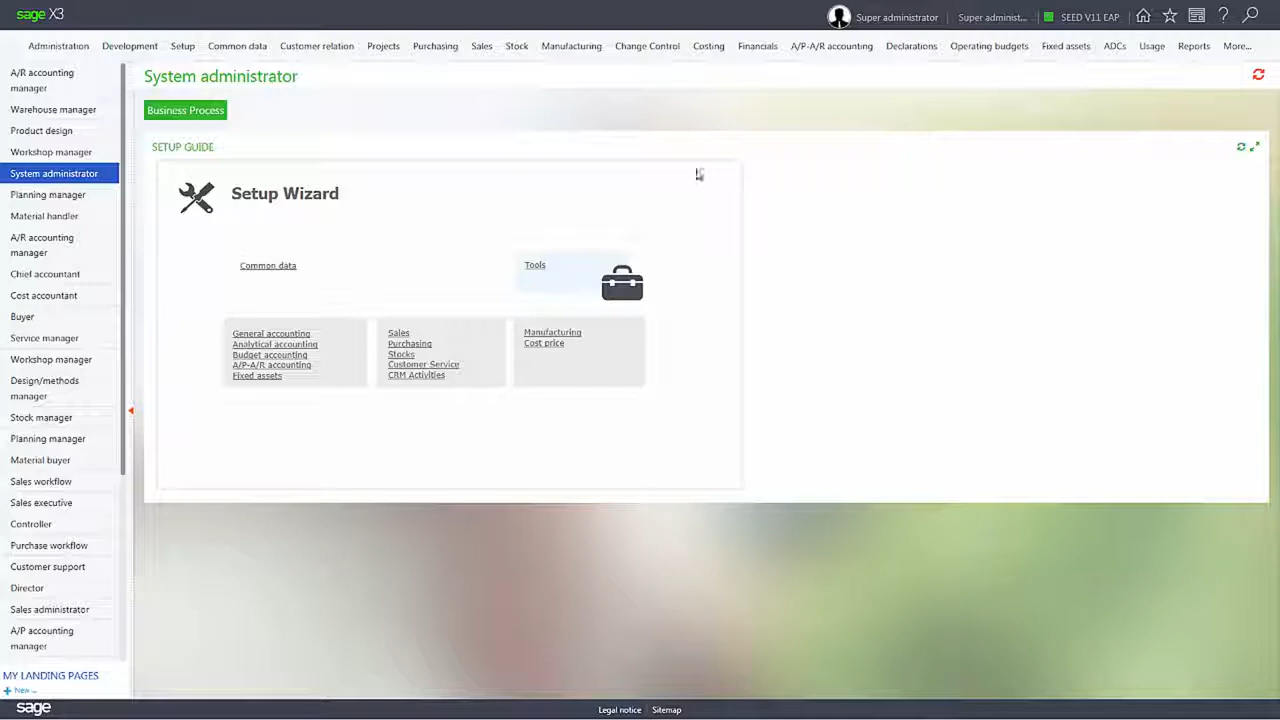 sage X3
Super administrator
Super administ...
SEED V11 EAP
Administration Development Setup Common data Customer relation Projects Purchasing Sales Stock Manufacturing Change Control Costing Financials A/P-A/R accounting Declarations Operating budgets Fixed assets ADCs Usage Reports More...
A/R accounting
manager
Warehouse manager
Product design
Workshop manager
System administrator
Planning manager
Material handler
A/R accounting
manager
Chief accountant
Cost accountant
Buyer
Service manager
Workshop manager
Design/methods
manager
Stock manager
Planning manager
Material buyer
Sales workflow
Sales executive
Controller
Purchase workflow
Customer support
Director
Sales administrator
A/P accounting
manager
MY LANDING PAGES
New ...
System administrator
Business Process
SETUP GUIDE
Setup Wizard
Common data
Tools
General accounting
Analytical accounting
Budget accounting
A/P-A/R accounting
Fixed assets
Sales
Purchasing
Stocks
Customer Service
CRM Activities
Manufacturing
Cost price
sage
Legal notice
Sitemap